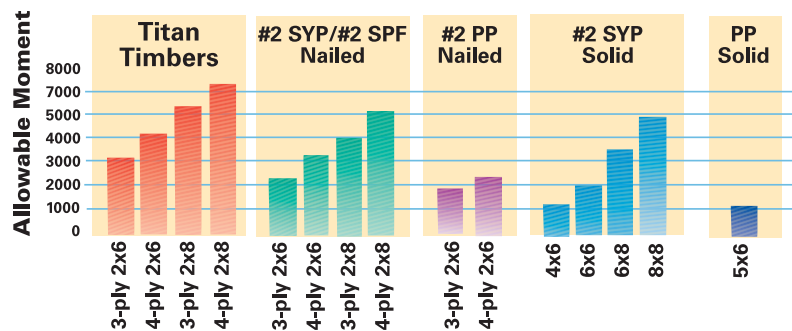 Titan
Timbers
#2 SYP/#2 SPF
Nailed
#2 PP
Nailed
#2 SYP
Solid
PP
Solid
Allowable Moment
8000
7000
5000
4000
3000
2000
1000
0
3-ply 2x6
4-ply 2x6
3-ply 2x8
4-ply 2x8
3-ply 2x6
4-ply 2x6
3-ply 2x8
4-ply 2x8
3-ply 2x6
4-ply 2x6
4x6
6x6
6x8
8x8
5x6